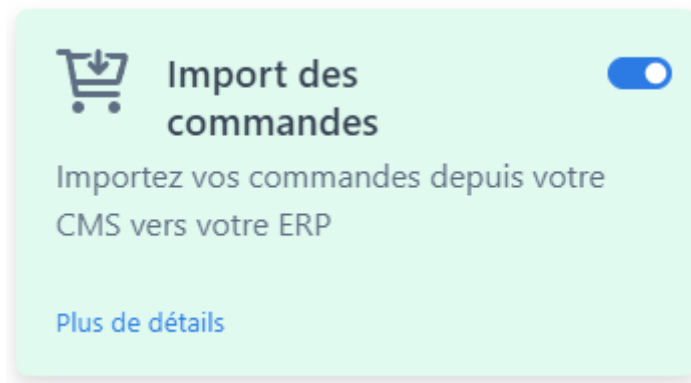 Import des
commandes
Importez vos commandes depuis votre
CMS vers votre ERP
Plus de détails